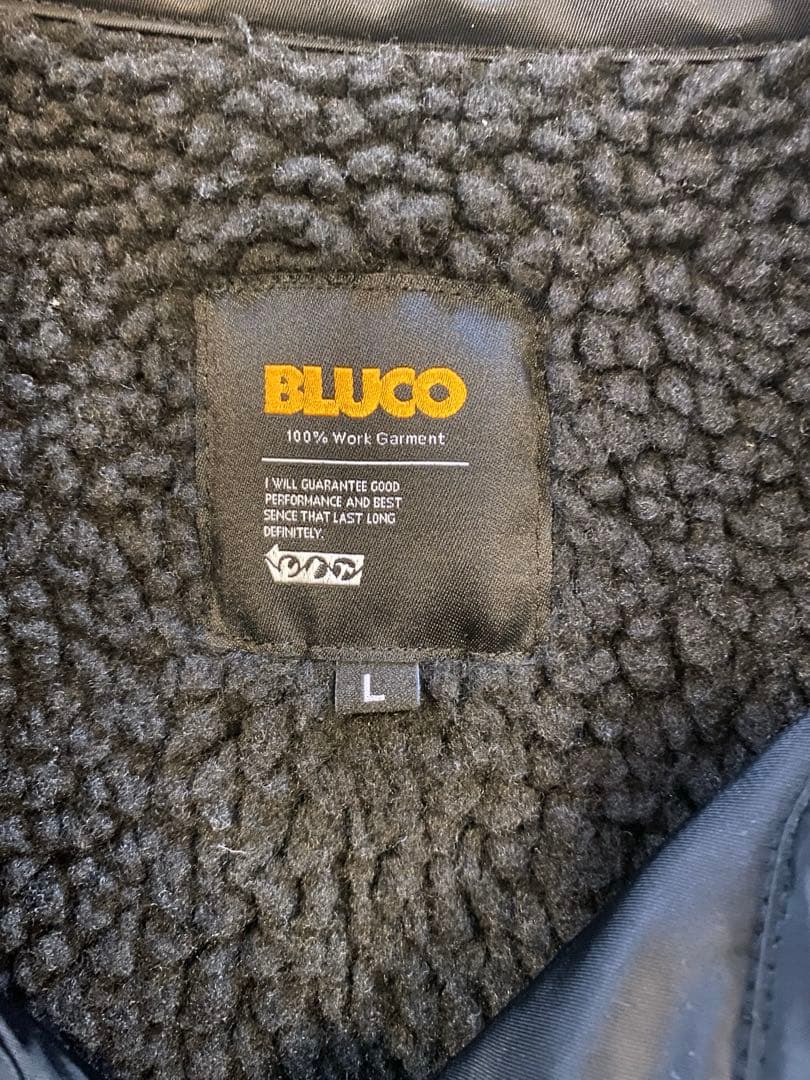 BLUCO
100% Work Garment
I WILL GUARANTEE GOOD
PERFORMANCE AND BEST
SENCE THAT LAST LONG
DEFINITELY.
L